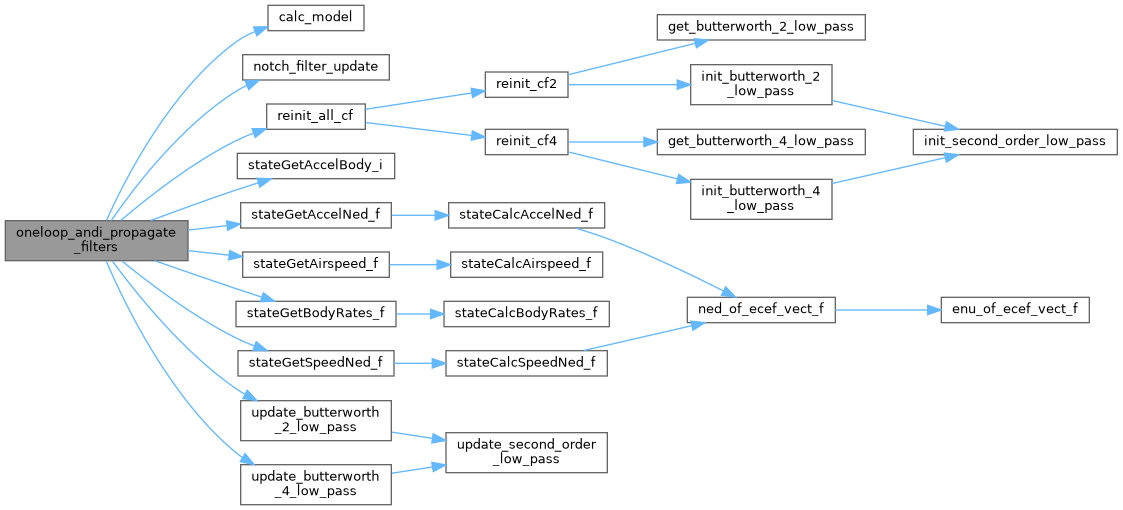 calc_model
notch_filter_update
reinit_all_cf
stateGetAccelBody_i
oneloop_andi_propagate
_filters
stateGetAccelNed_f
stateGetAirspeed_f
stateGetBodyRates_f
stateGetSpeedNed_f
update_butterworth
_2_low_pass
update_butterworth
_4_low_pass
reinit_cf2
reinit_cf4
stateCalcAccelNed_f
stateCalcAirspeed_f
stateCalcBodyRates_f
stateCalcSpeedNed_f
update_second_order
_low_pass
get_butterworth_2_low_pass
init_butterworth_2
_low_pass
get_butterworth_4_low_pass
init_butterworth_4
_low_pass
ned_of_ecef_vect_f
init_second_order_low_pass
enu_of_ecef_vect_f